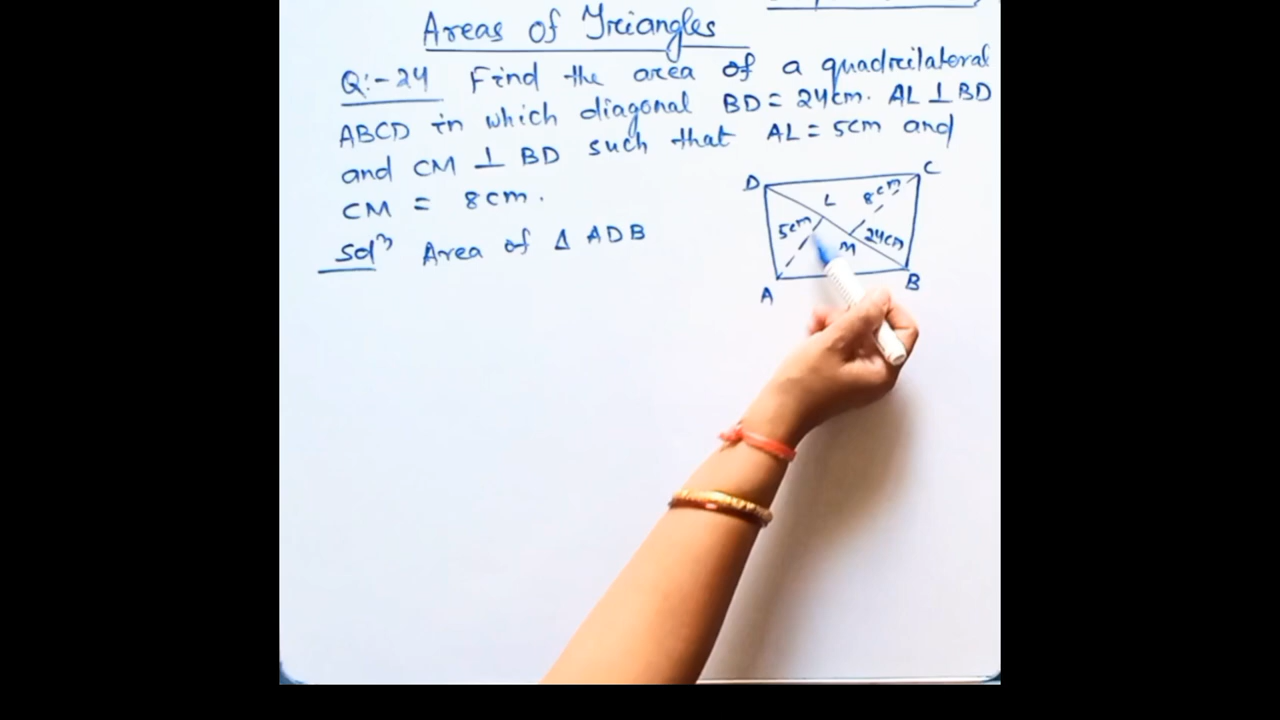 Areas of Triangles
Q:-24 Find the area of a quadrilateral
ABCD in which diagonal BD = 24cm. AL ⊥ BD
and CM ⊥ BD such that AL = 5cm and
CM = 8cm.
Solⁿ Area of Δ ADB
D
C
L
8cm
5cm
M
24cm
A
B